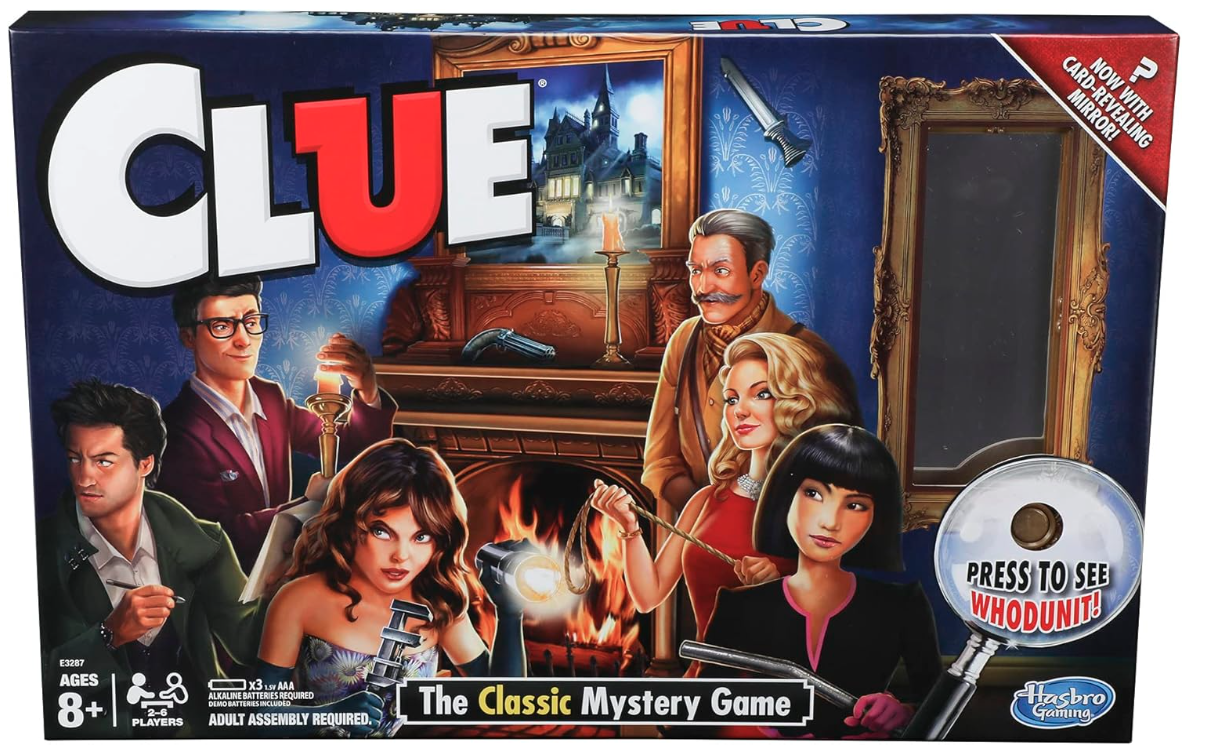 CLUE
CLUE®
?
NOW WITH
CARD-REVEALING
MIRROR!
PRESS TO SEE
WHODUNIT!
E3287
AGES
8+
2-6
PLAYERS
x3 1.5V AAA
ALKALINE BATTERIES REQUIRED
DEMO BATTERIES INCLUDED
ADULT ASSEMBLY REQUIRED.
The Classic Mystery Game
Hasbro
Gaming